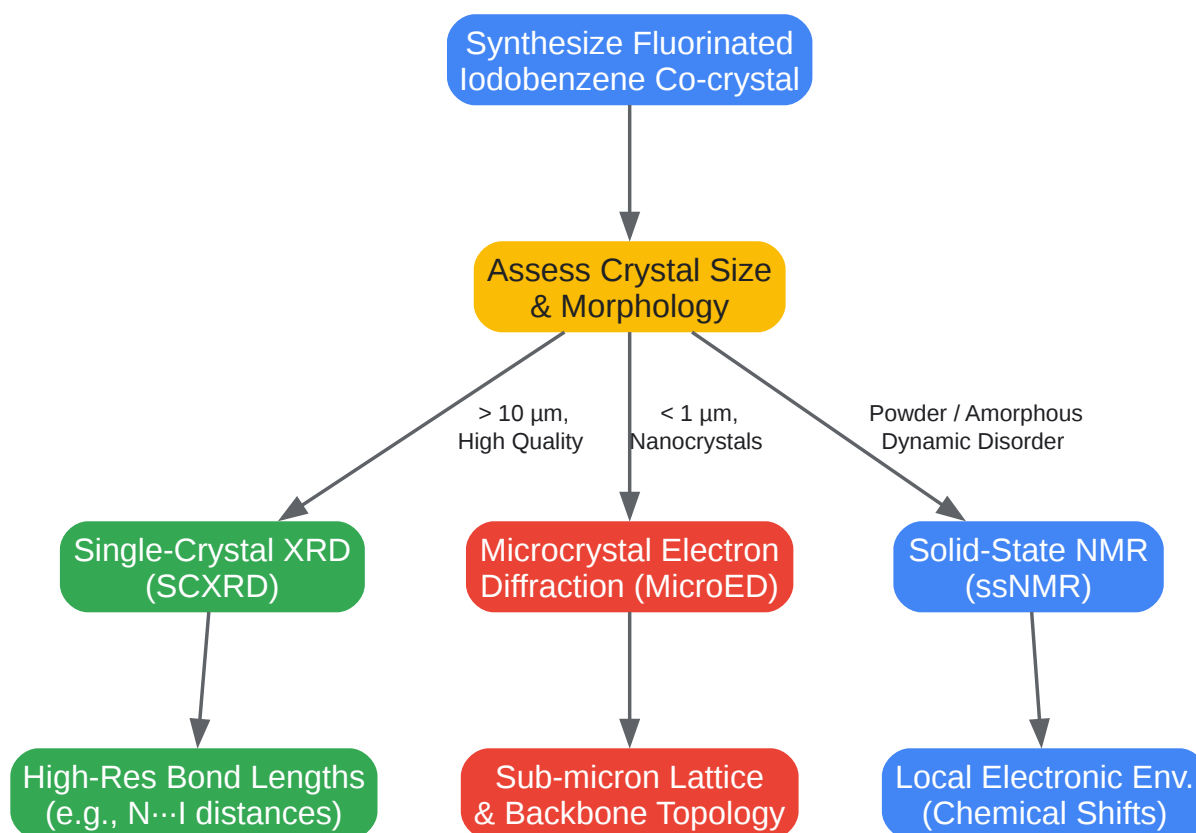 Synthesize Fluorinated
Iodobenzene Co-crystal
Assess Crystal Size
& Morphology
> 10 µm,
High Quality
< 1 µm,
Nanocrystals
Powder / Amorphous
Dynamic Disorder
Single-Crystal XRD
(SCXRD)
Microcrystal Electron
Diffraction (MicroED)
Solid-State NMR
(ssNMR)
High-Res Bond Lengths
(e.g., N···I distances)
Sub-micron Lattice
& Backbone Topology
Local Electronic Env.
(Chemical Shifts)